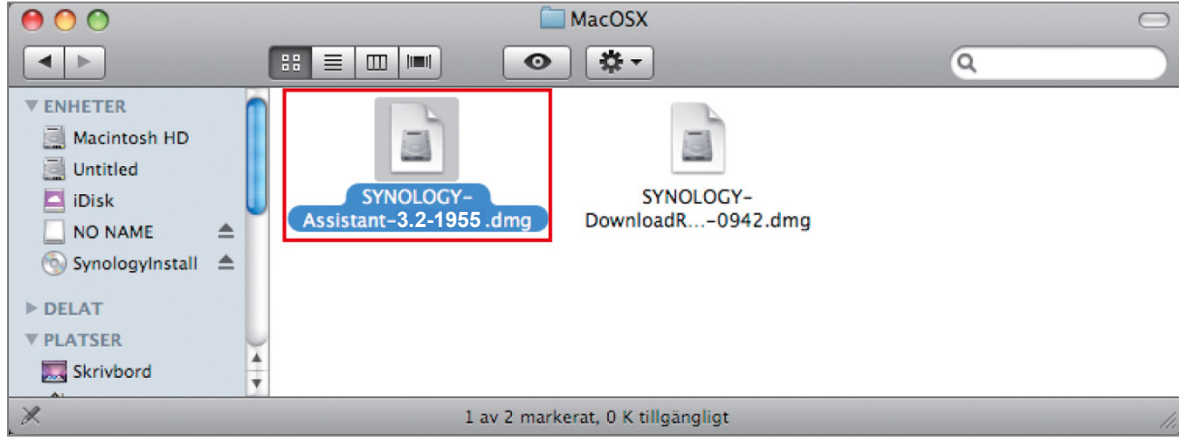 MacOSX
ENHETER
Macintosh HD
Untitled
iDisk
NO NAME
SynologyInstall
DELAT
PLATSER
Skrivbord
SYNOLOGY-
Assistant-3.2-1955.dmg
SYNOLOGY-
DownloadR...-0942.dmg
1 av 2 markerat, 0 K tillgängligt